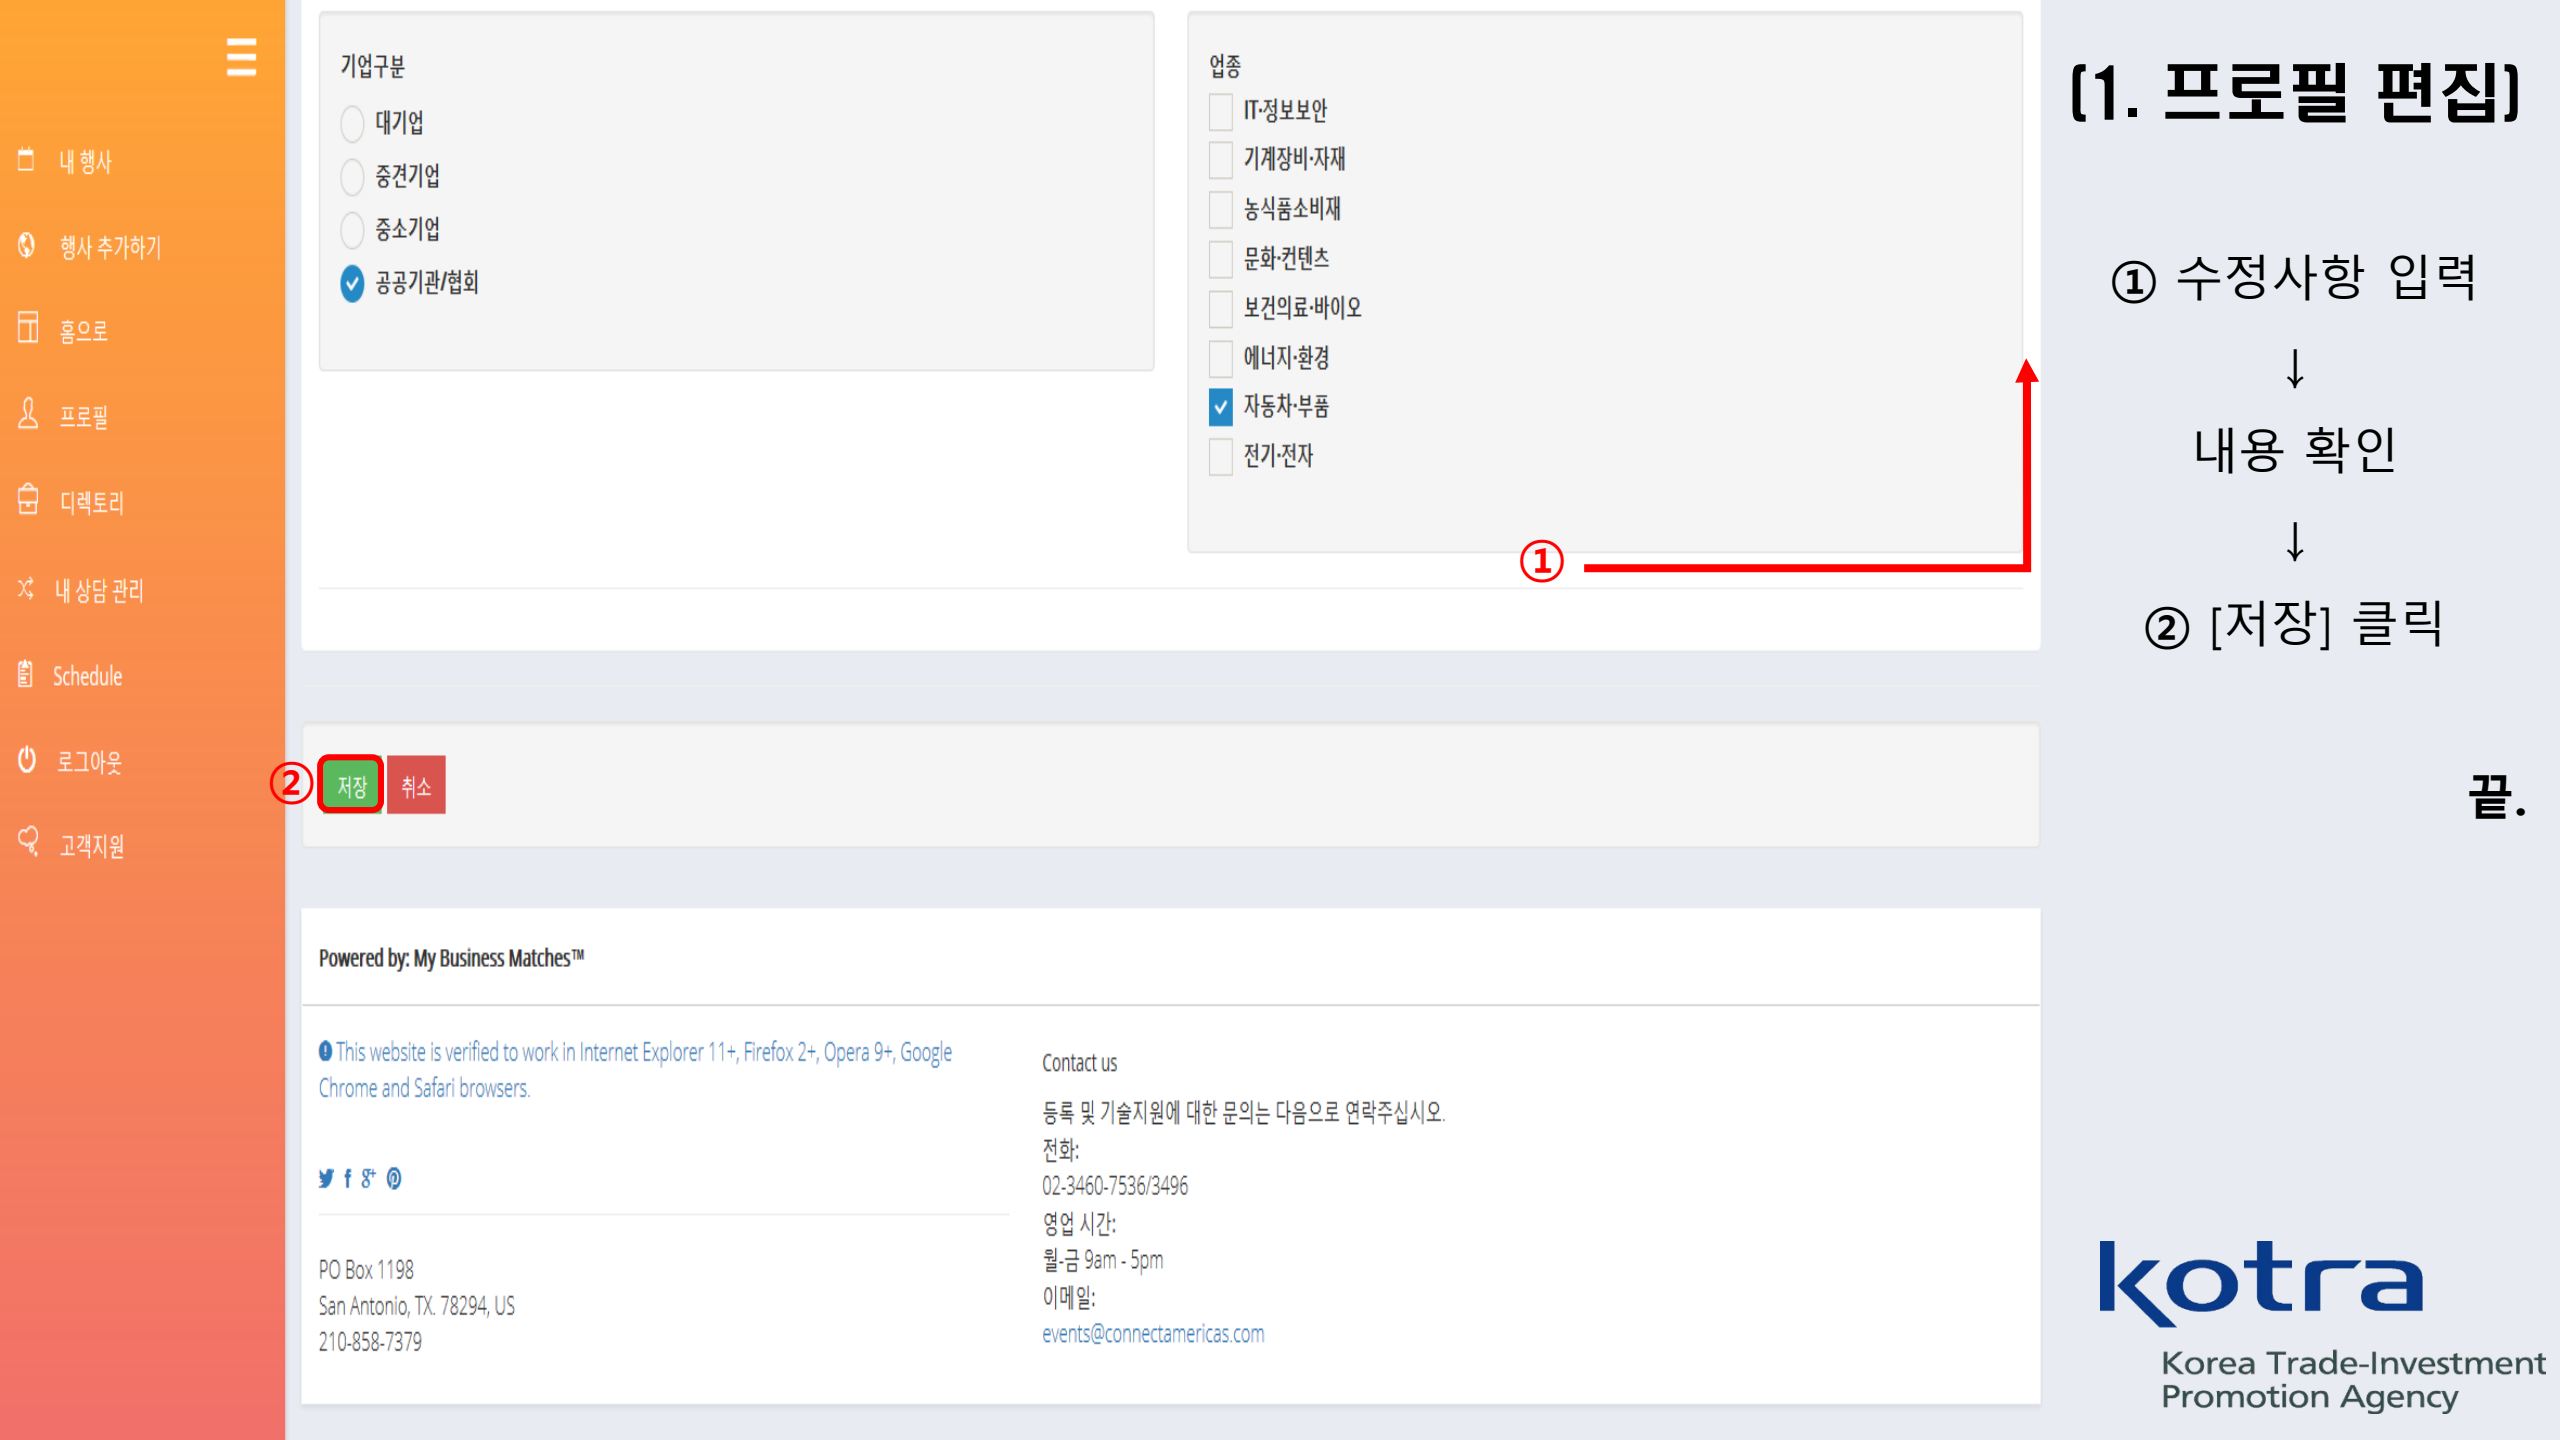 내 행사
행사 추가하기
홈으로
프로필
디렉토리
내 상담 관리
Schedule
로그아웃
고객지원
기업구분
대기업
중견기업
중소기업
공공기관/협회
업종
IT·정보보안
기계장비·자재
농식품소비재
문화·컨텐츠
보건의료·바이오
에너지·환경
자동차·부품
전기·전자
①
② 저장 취소
Powered by: My Business Matches™
This website is verified to work in Internet Explorer 11+, Firefox 2+, Opera 9+, Google
Chrome and Safari browsers.
PO Box 1198
San Antonio, TX. 78294, US
210-858-7379
Contact us
등록 및 기술지원에 대한 문의는 다음으로 연락주십시오.
전화:
02-3460-7536/3496
영업 시간:
월-금 9am - 5pm
이메일:
events@connectamericas.com
(1. 프로필 편집)
① 수정사항 입력
↓
내용 확인
↓
② [저장] 클릭
끝.
kotra
Korea Trade-Investment
Promotion Agency